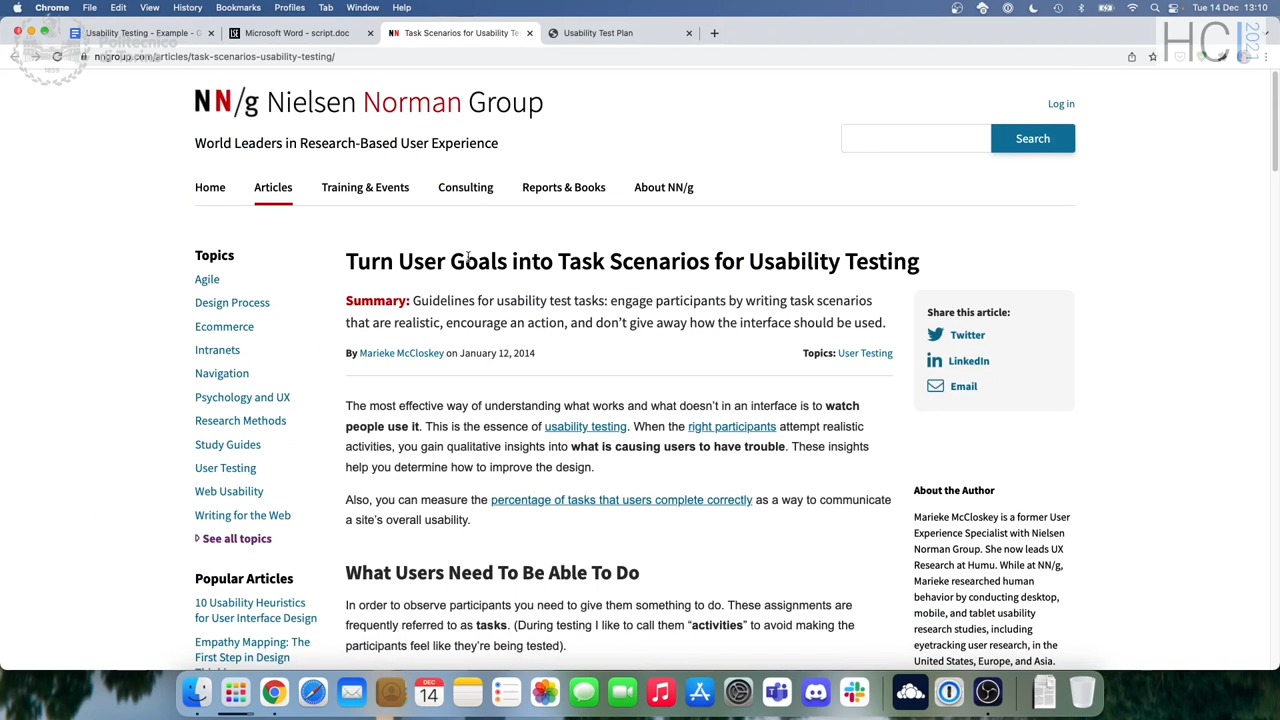 Chrome File Edit View History Bookmarks Profiles Tab Window Help Tue 14 Dec 13:10
Usability Testing - Example - G Microsoft Word - script.doc Task Scenarios for Usability Te Usability Test Plan
Politecnico
nngroup.com/articles/task-scenarios-usability-testing/
HCI 2021
NN/g Nielsen Norman Group
Log in
World Leaders in Research-Based User Experience
Search
Home Articles Training & Events Consulting Reports & Books About NN/g
Topics
Agile
Design Process
Ecommerce
Intranets
Navigation
Psychology and UX
Research Methods
Study Guides
User Testing
Web Usability
Writing for the Web
See all topics
Popular Articles
10 Usability Heuristics
for User Interface Design
Empathy Mapping: The
First Step in Design
Turn User Goals into Task Scenarios for Usability Testing
Summary: Guidelines for usability test tasks: engage participants by writing task scenarios
that are realistic, encourage an action, and don’t give away how the interface should be used.
By Marieke McCloskey on January 12, 2014 Topics: User Testing
The most effective way of understanding what works and what doesn’t in an interface is to watch
people use it. This is the essence of usability testing. When the right participants attempt realistic
activities, you gain qualitative insights into what is causing users to have trouble. These insights
help you determine how to improve the design.
Also, you can measure the percentage of tasks that users complete correctly as a way to communicate
a site’s overall usability.
What Users Need To Be Able To Do
In order to observe participants you need to give them something to do. These assignments are
frequently referred to as tasks. (During testing I like to call them “activities” to avoid making the
participants feel like they’re being tested).
Share this article:
Twitter
LinkedIn
Email
About the Author
Marieke McCloskey is a former User
Experience Specialist with Nielsen
Norman Group. She now leads UX
Research at Humu. While at NN/g,
Marieke researched human
behavior by conducting desktop,
mobile, and tablet usability
research studies, including
eyetracking user research, in the
United States, Europe, and Asia.
DEC
14